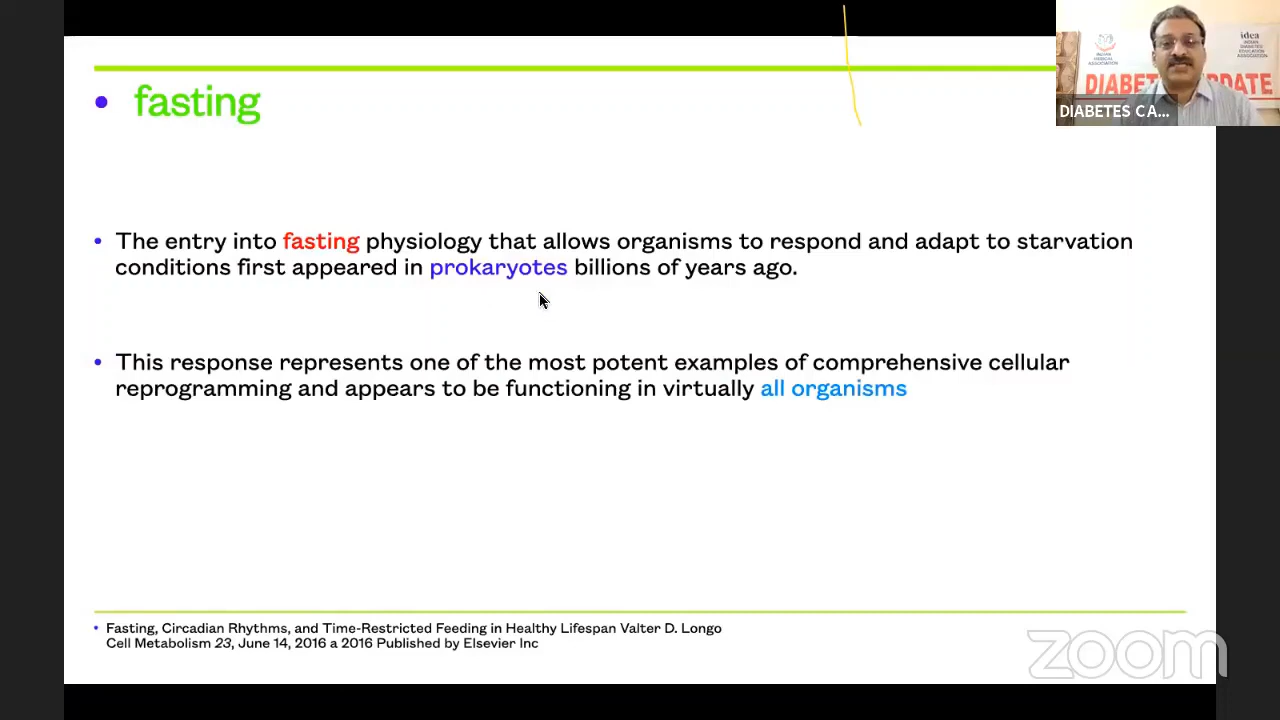 fasting
The entry into fasting physiology that allows organisms to respond and adapt to starvation
conditions first appeared in prokaryotes billions of years ago.
This response represents one of the most potent examples of comprehensive cellular
reprogramming and appears to be functioning in virtually all organisms
Fasting, Circadian Rhythms, and Time-Restricted Feeding in Healthy Lifespan Valter D. Longo
Cell Metabolism 23, June 14, 2016 a 2016 Published by Elsevier Inc
idea
DIABETES CA...
zoom